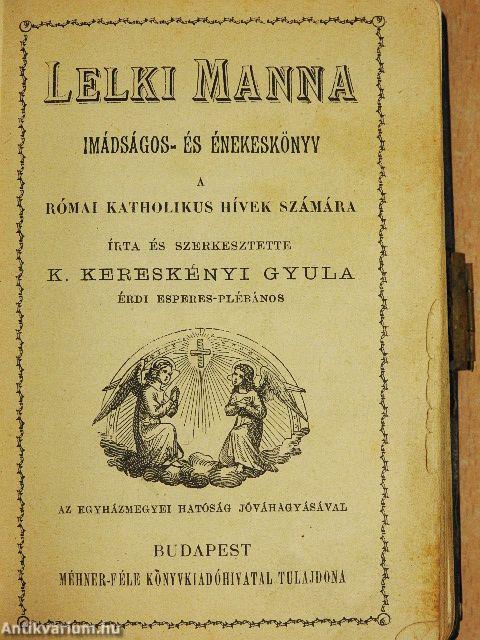 LELKI MANNA
IMÁDSÁGOS- ÉS ÉNEKESKÖNYV
A
RÓMAI KATHOLIKUS HÍVEK SZÁMÁRA
ÍRTA ÉS SZERKESZTETTE
K. KERESKÉNYI GYULA
ÉRDI ESPERES-PLÉBÁNOS
AZ EGYHÁZMEGYEI HATÓSÁG JÓVÁHAGYÁSÁVAL
BUDAPEST
MÉHNER-FÉLE KÖNYVKIADÓHIVATAL TULAJDONA
Antikvarium.hu